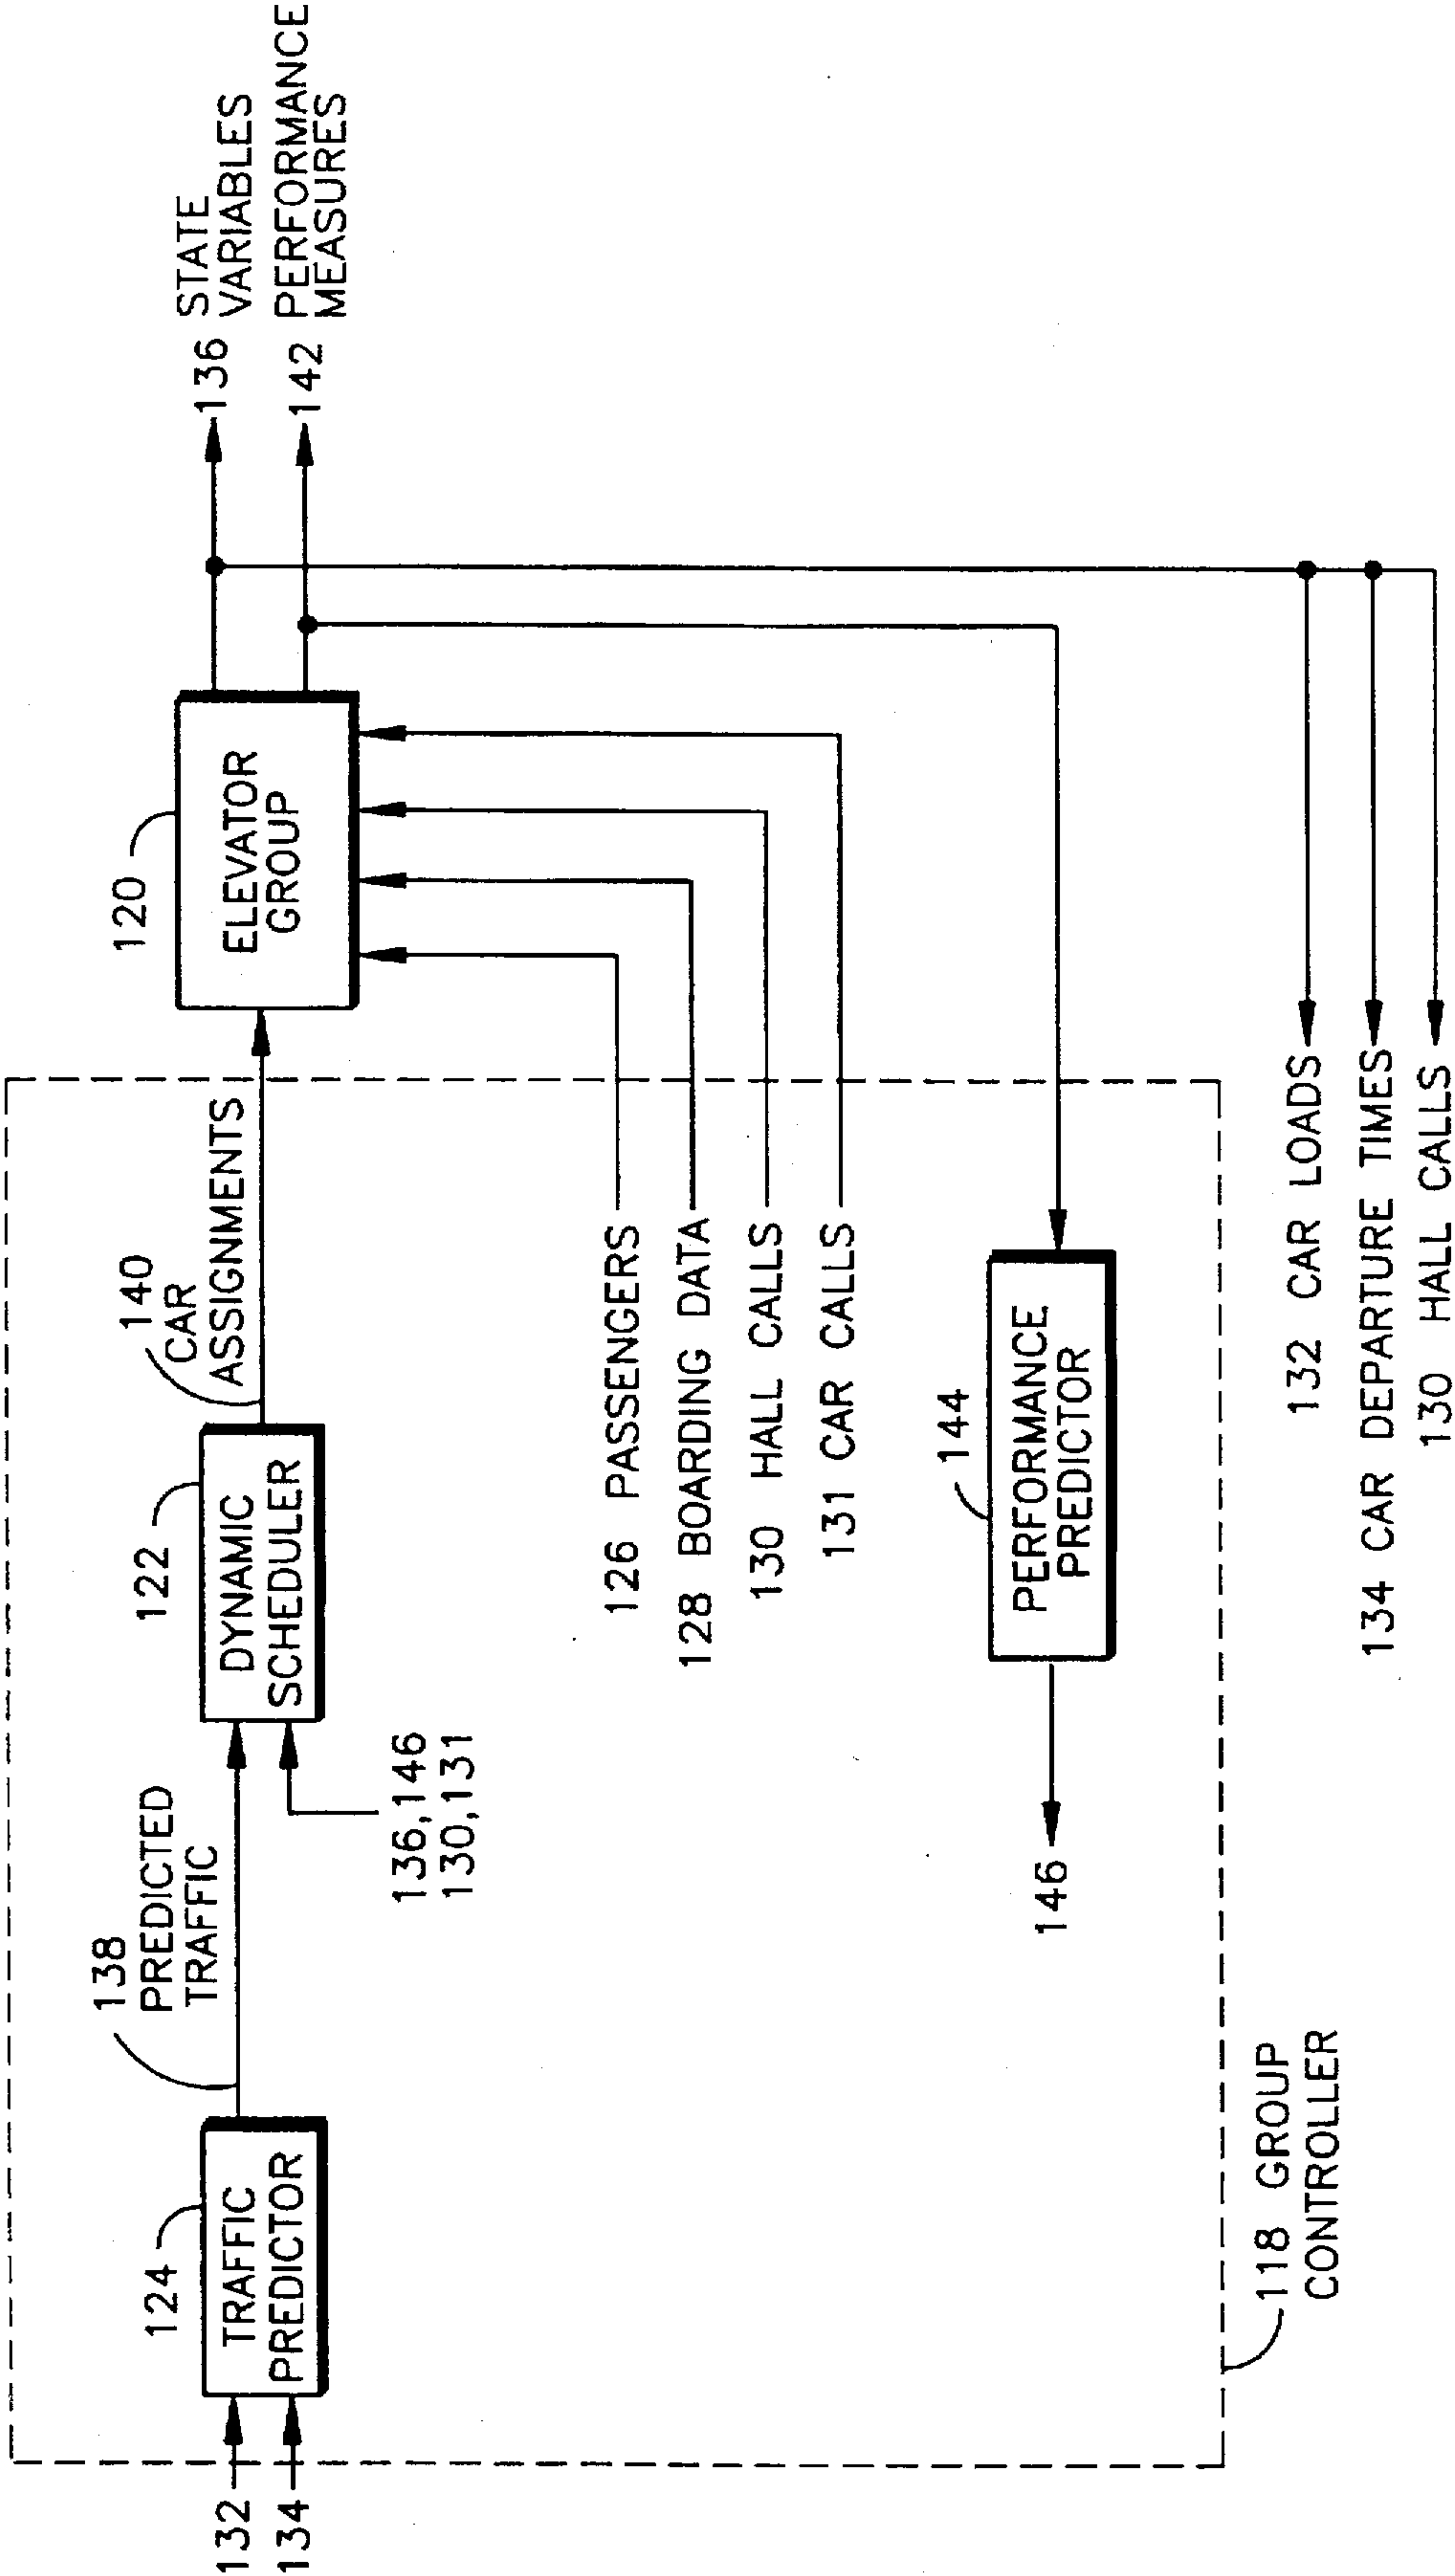 132
134
124
TRAFFIC
PREDICTOR
138
PREDICTED
TRAFFIC
122
DYNAMIC
SCHEDULER
136,146
130,131
140
CAR
ASSIGNMENTS
120
ELEVATOR
GROUP
136 STATE
VARIABLES
142 PERFORMANCE
MEASURES
126 PASSENGERS
128 BOARDING DATA
130 HALL CALLS
131 CAR CALLS
146
144
PERFORMANCE
PREDICTOR
118 GROUP
CONTROLLER
132 CAR LOADS
134 CAR DEPARTURE TIMES
130 HALL CALLS